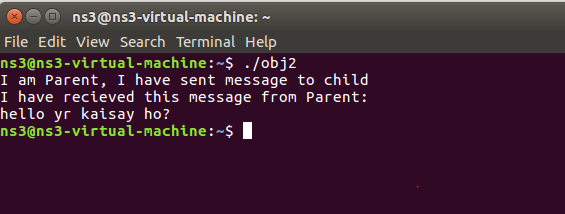 ns3@ns3-virtual-machine: ~
File Edit View Search Terminal Help
ns3@ns3-virtual-machine:~$ ./obj2
I am Parent, I have sent message to child
I have recieved this message from Parent:
hello yr kaisay ho?
ns3@ns3-virtual-machine:~$